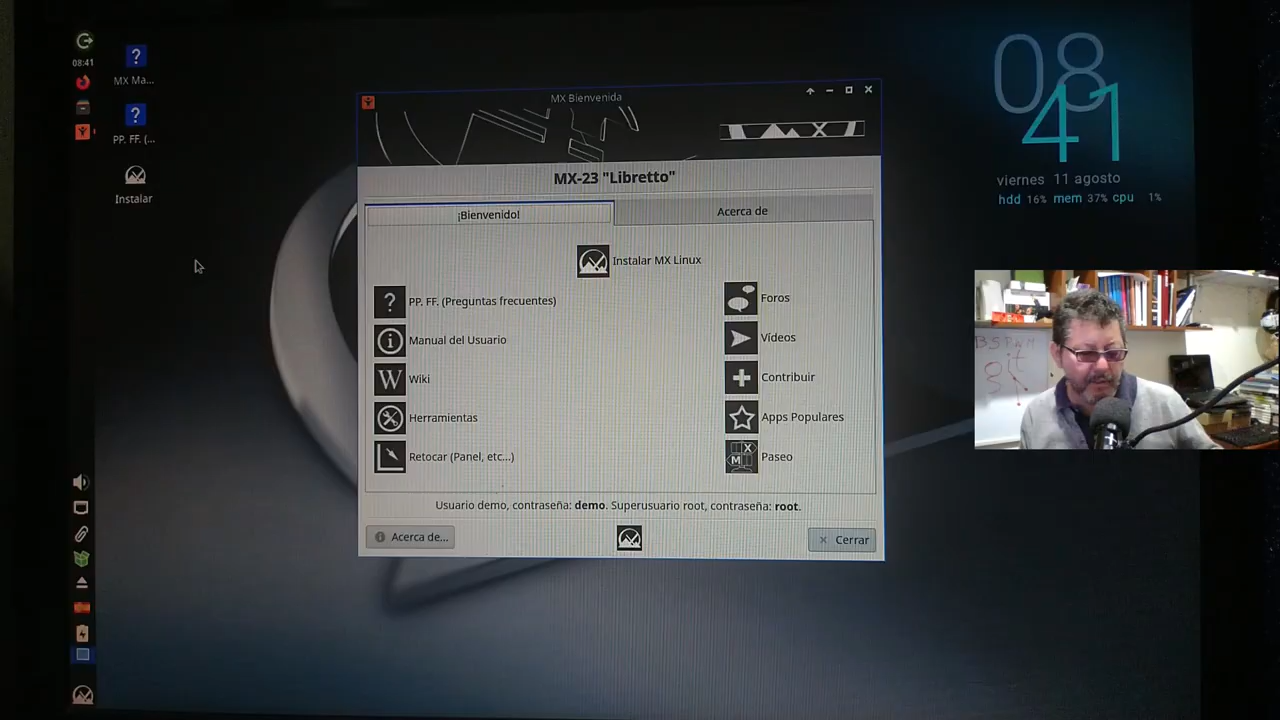 08:41
MX Ma...
PP. FF. (...
Instalar
MX Bienvenida
MX
MX-23 "Libretto"
¡Bienvenido!
Acerca de
Instalar MX Linux
PP. FF. (Preguntas frecuentes)
Manual del Usuario
Wiki
Herramientas
Retocar (Panel, etc...)
Foros
Vídeos
Contribuir
Apps Populares
Paseo
Usuario demo, contraseña: demo. Superusuario root, contraseña: root.
Acerca de...
Cerrar
08
41
viernes 11 agosto
hdd 16% mem 37% cpu 1%
BSPWM
git